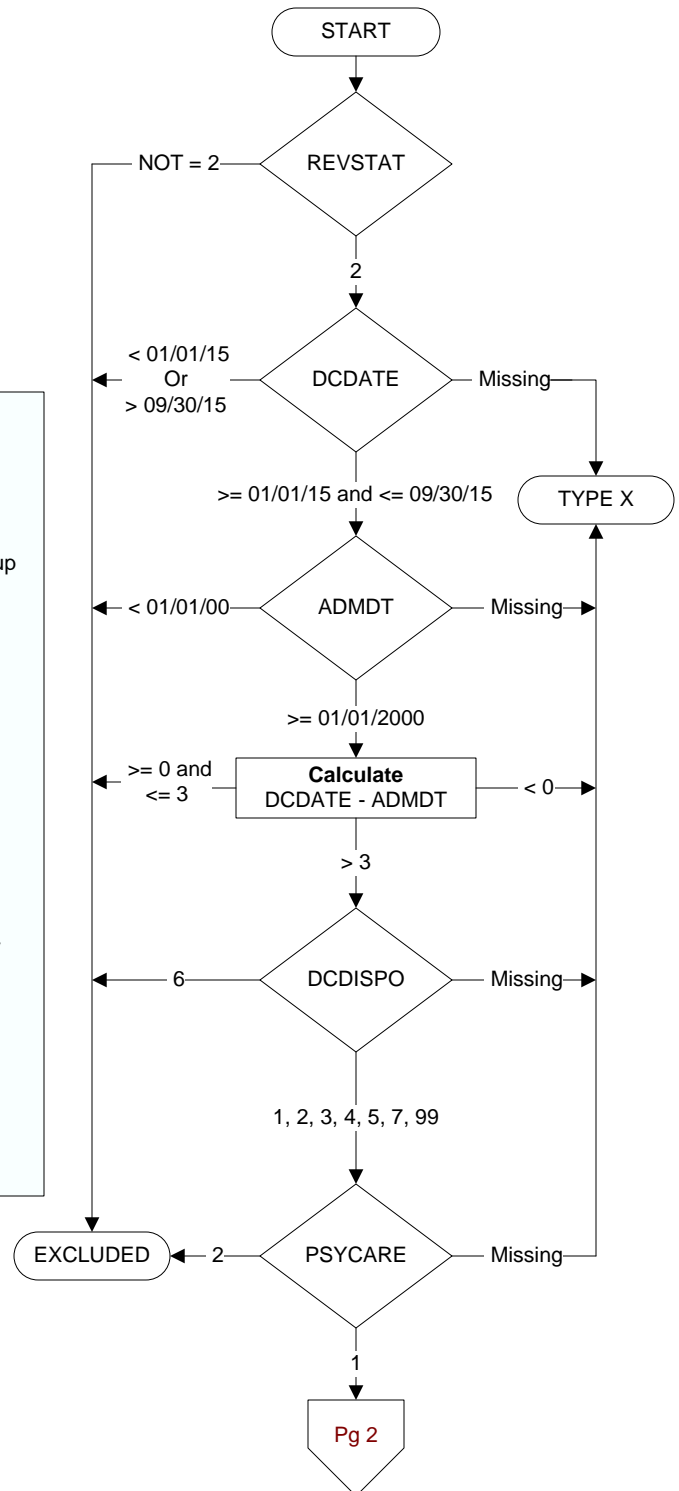 START
REVSTAT
NOT = 2
2
DCDATE
< 01/01/15
Or
> 09/30/15
Missing
>= 01/01/15 and <= 09/30/15
TYPE X
up
ADMDT
< 01/01/00
Missing
>= 01/01/2000
Calculate
DCDATE - ADMDT
>= 0 and
<= 3
< 0
> 3
DCDISPO
6
Missing
1, 2, 3, 4, 5, 7, 99
PSYCARE
EXCLUDED
2
Missing
1
Pg 2